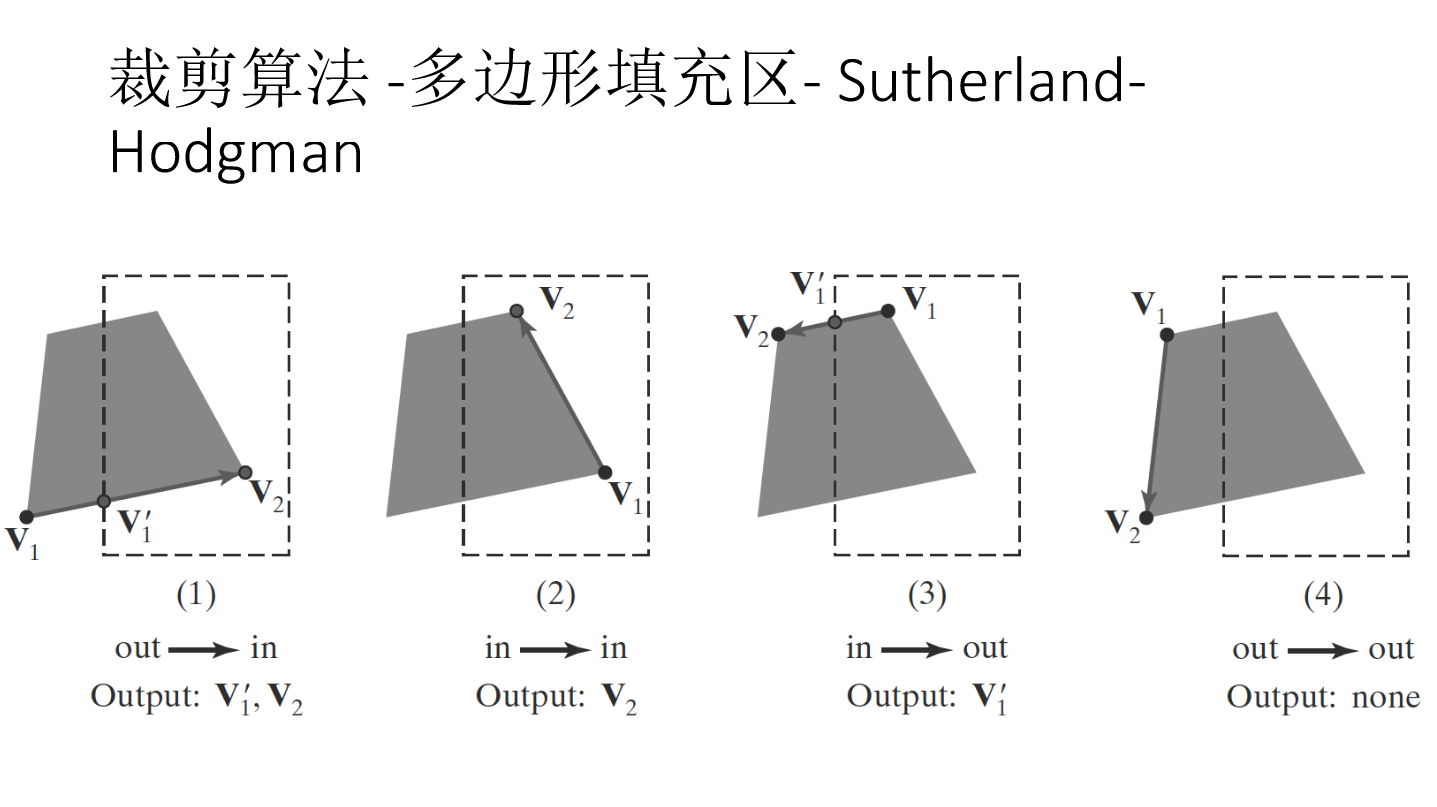 裁剪算法 -多边形填充区- Sutherland-
Hodgman
V₁ V₁′ V₂
V₂ V₁
V₁′ V₁ V₂
V₁ V₂
(1) (2) (3) (4)
out → in
Output: V₁′, V₂
in → in
Output: V₂
in → out
Output: V₁′
out → out
Output: none